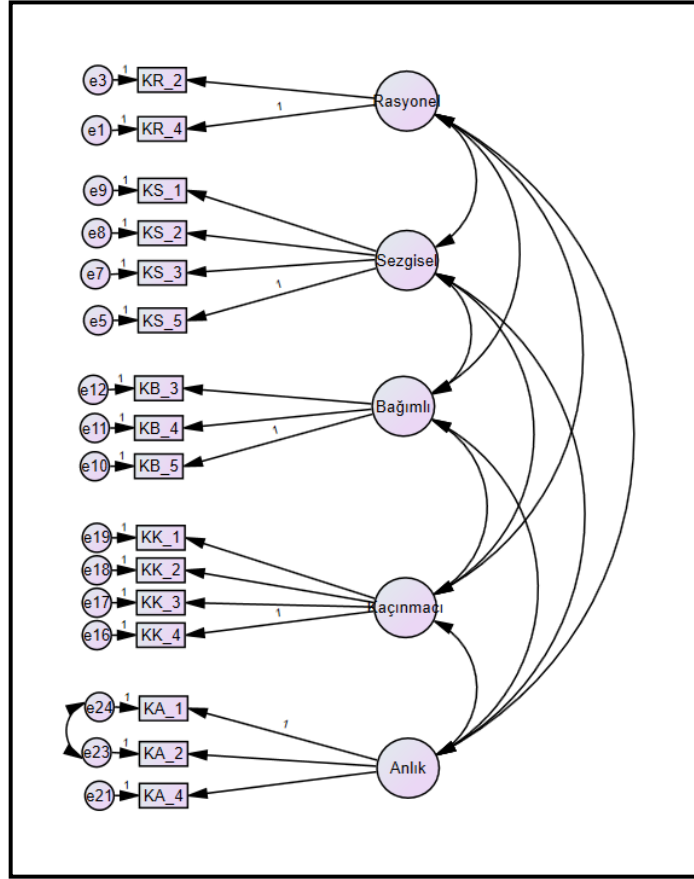 e3 1 KR_2
Rasyonel
1
e1 1 KR_4
e9 1 KS_1
e8 1 KS_2
Sezgisel
e7 1 KS_3
1
e5 1 KS_5
e12 1 KB_3
Bağımlı
e11 1 KB_4
1
e10 1 KB_5
e19 1 KK_1
e18 1 KK_2
e17 1 KK_3
Kaçınmacı
1
e16 1 KK_4
e24 1 KA_1
1
e23 1 KA_2
Anlık
e21 1 KA_4